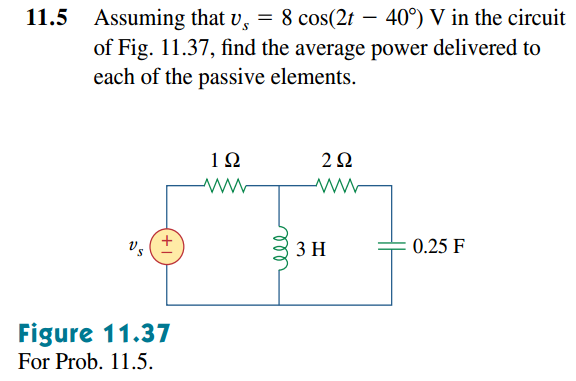 11.5 Assuming that vₛ = 8 cos(2t − 40°) V in the circuit
of Fig. 11.37, find the average power delivered to
each of the passive elements.
1 Ω 2 Ω
vₛ + − 3 H 0.25 F
Figure 11.37
For Prob. 11.5.